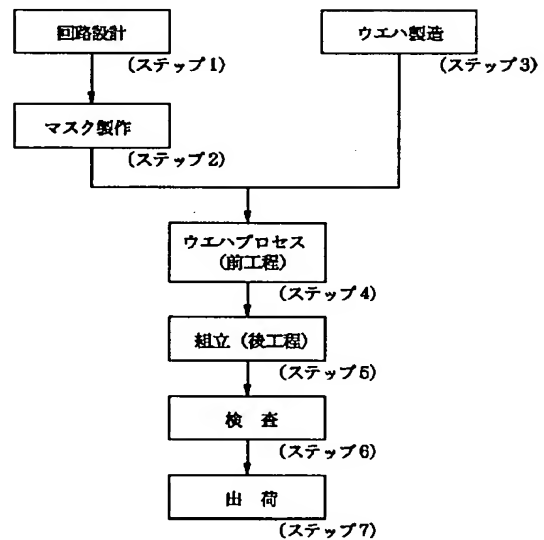 回路設計
(ステップ1)
ウエハ製造
(ステップ3)
マスク製作
(ステップ2)
ウエハプロセス
(前工程)
(ステップ4)
組立(後工程)
(ステップ5)
検 査
(ステップ6)
出 荷
(ステップ7)